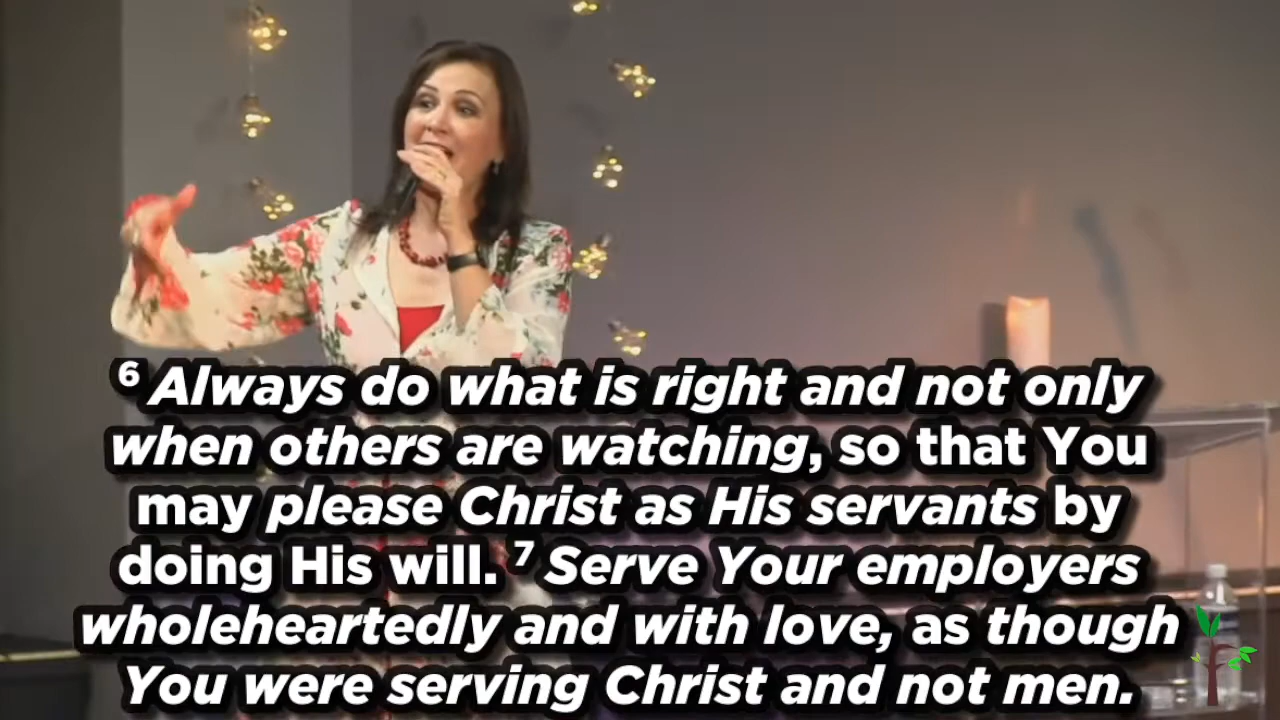 ⁶ Always do what is right and not only
when others are watching, so that You
may please Christ as His servants by
doing His will. ⁷ Serve Your employers
wholeheartedly and with love, as though
You were serving Christ and not men.